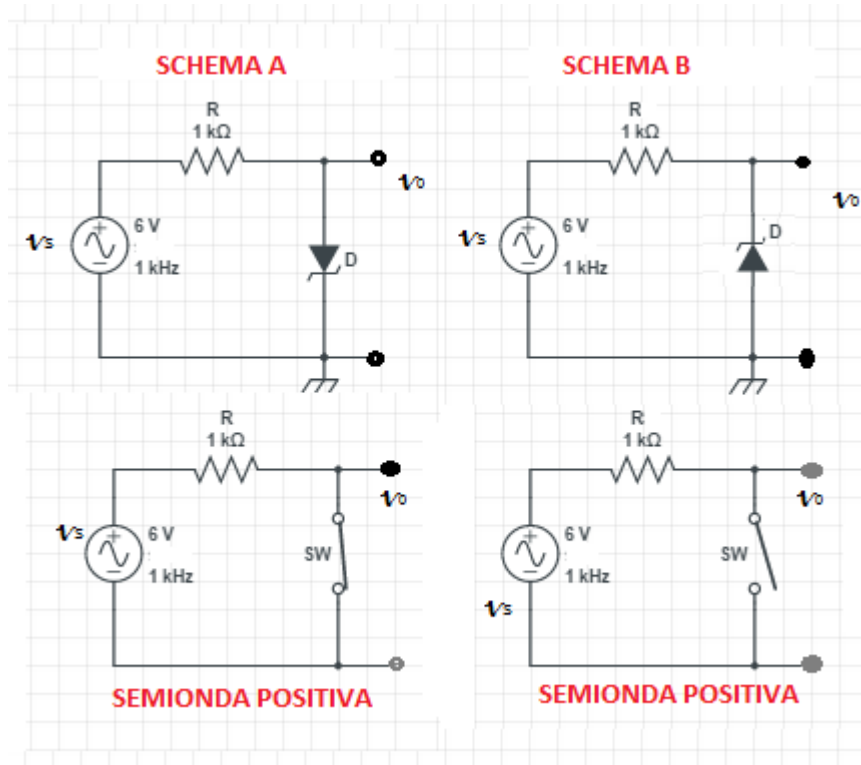 SCHEMA A
R
1 kΩ
vs
6 V
1 kHz
D
vo
SCHEMA B
R
1 kΩ
vs
6 V
1 kHz
D
vo
R
1 kΩ
vs
6 V
1 kHz
SW
vo
SEMIONDA POSITIVA
R
1 kΩ
6 V
1 kHz
vs
SW
vo
SEMIONDA POSITIVA